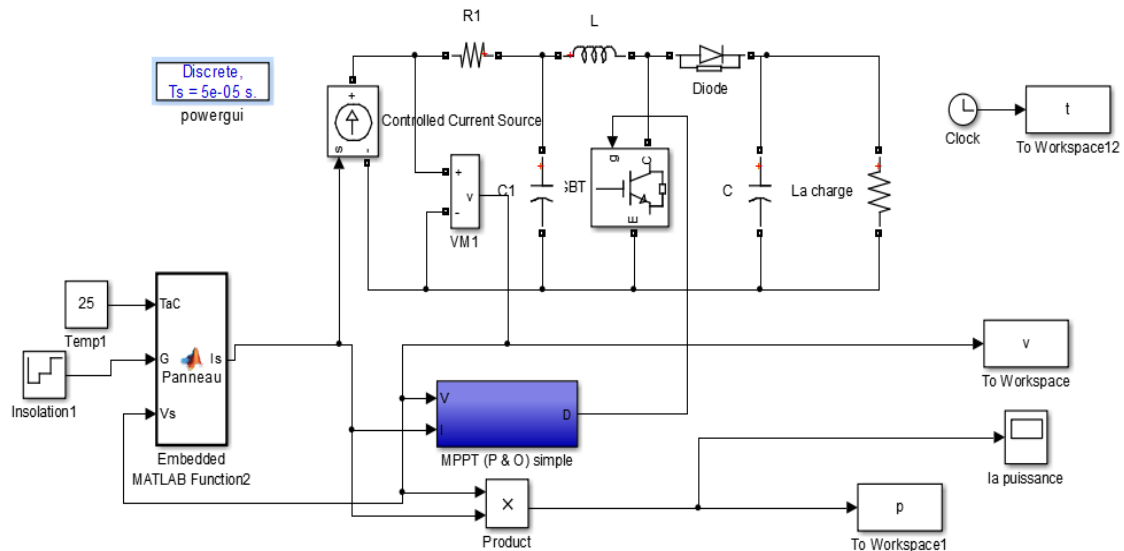 R1
L
Discrete,
Ts = 5e-05 s.
powergui
+
s
-
Controlled Current Source
Diode
Clock
t
To Workspace12
+
v
-
VM1
C1
g
C
E
C
La charge
25
Temp1
Insolation1
TaC
G
Vs
Is
Panneau
Embedded
MATLAB Function2
V
I
D
MPPT (P & O) simple
v
To Workspace
la puissance
×
Product
p
To Workspace1